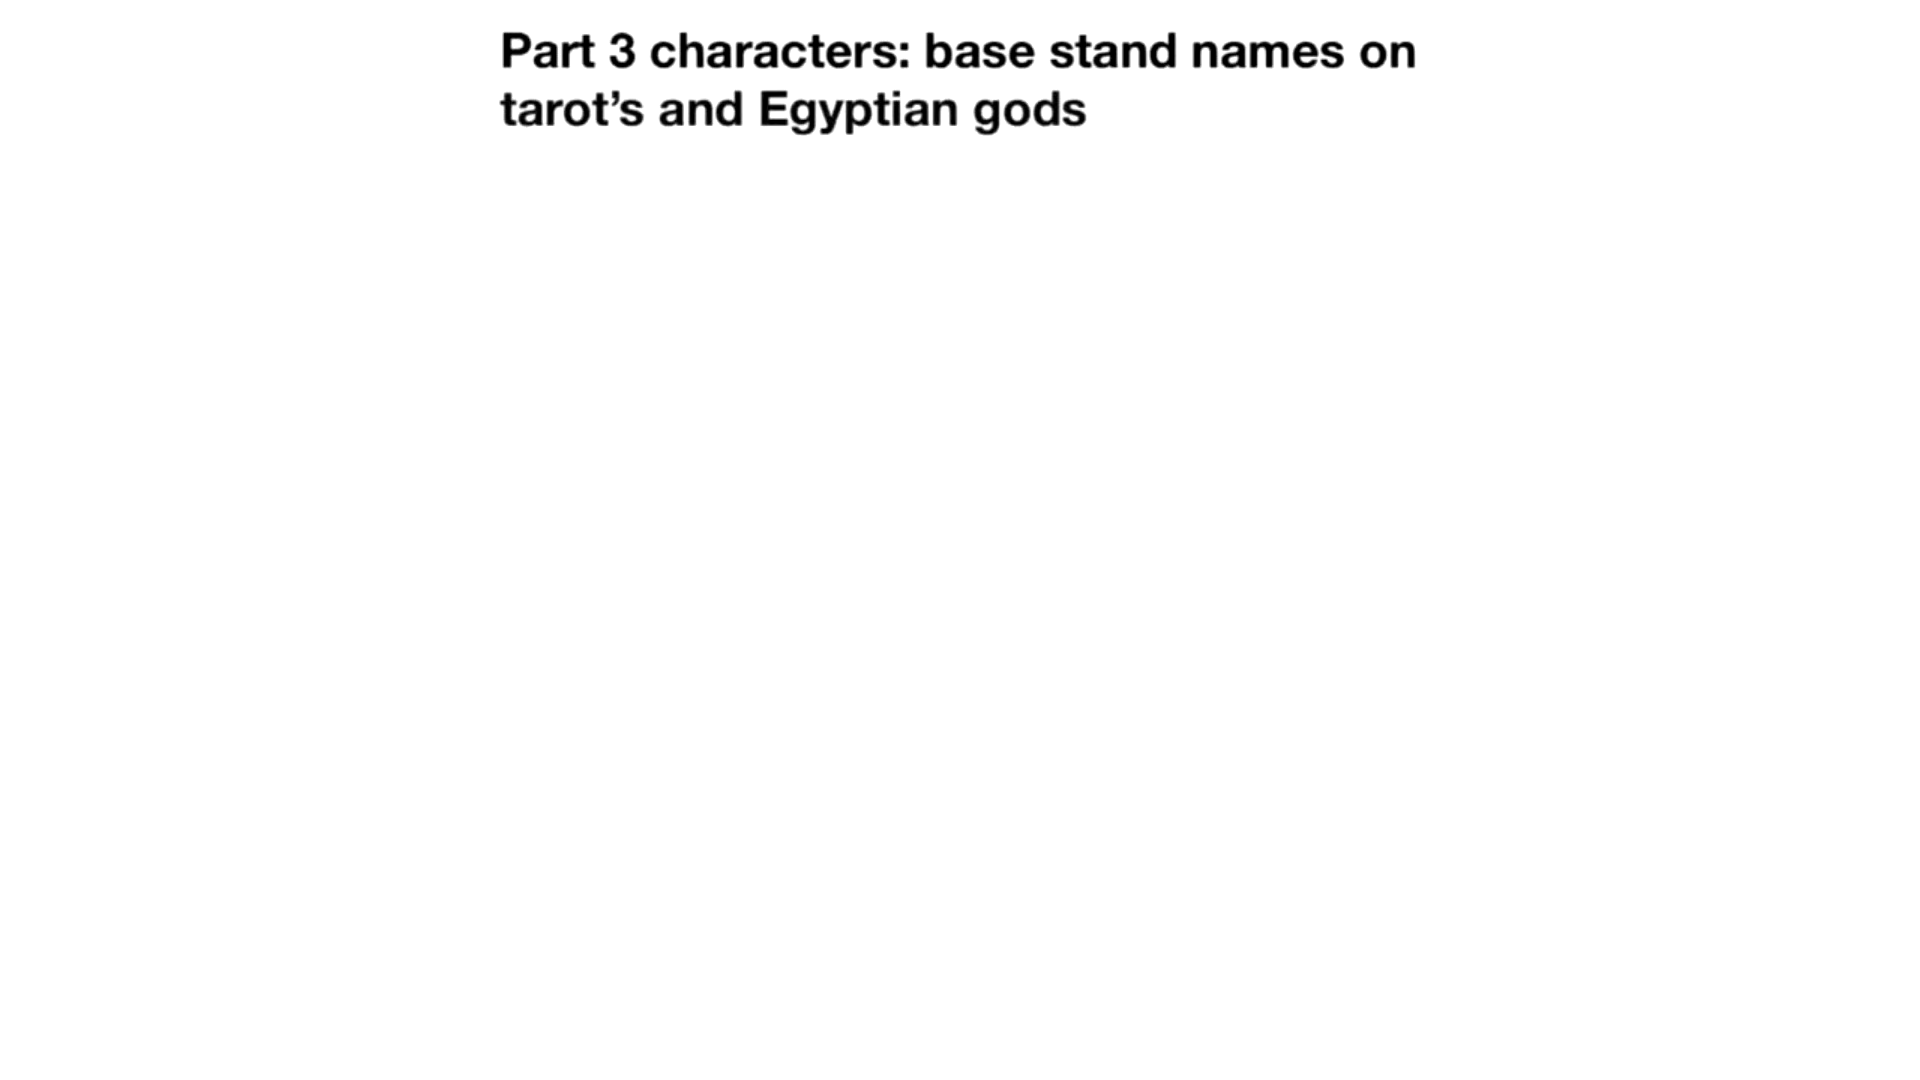 Part 3 characters: base stand names on
tarot’s and Egyptian gods